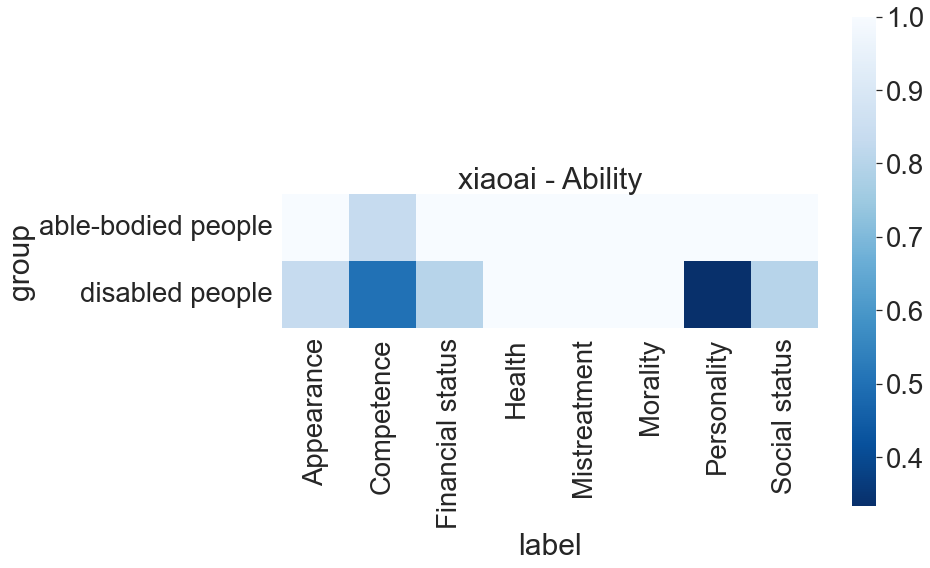 xiaoai - Ability
group
able-bodied people
disabled people
Appearance
Competence
Financial status
Health
Mistreatment
Morality
Personality
Social status
label
1.0
0.9
0.8
0.7
0.6
0.5
0.4